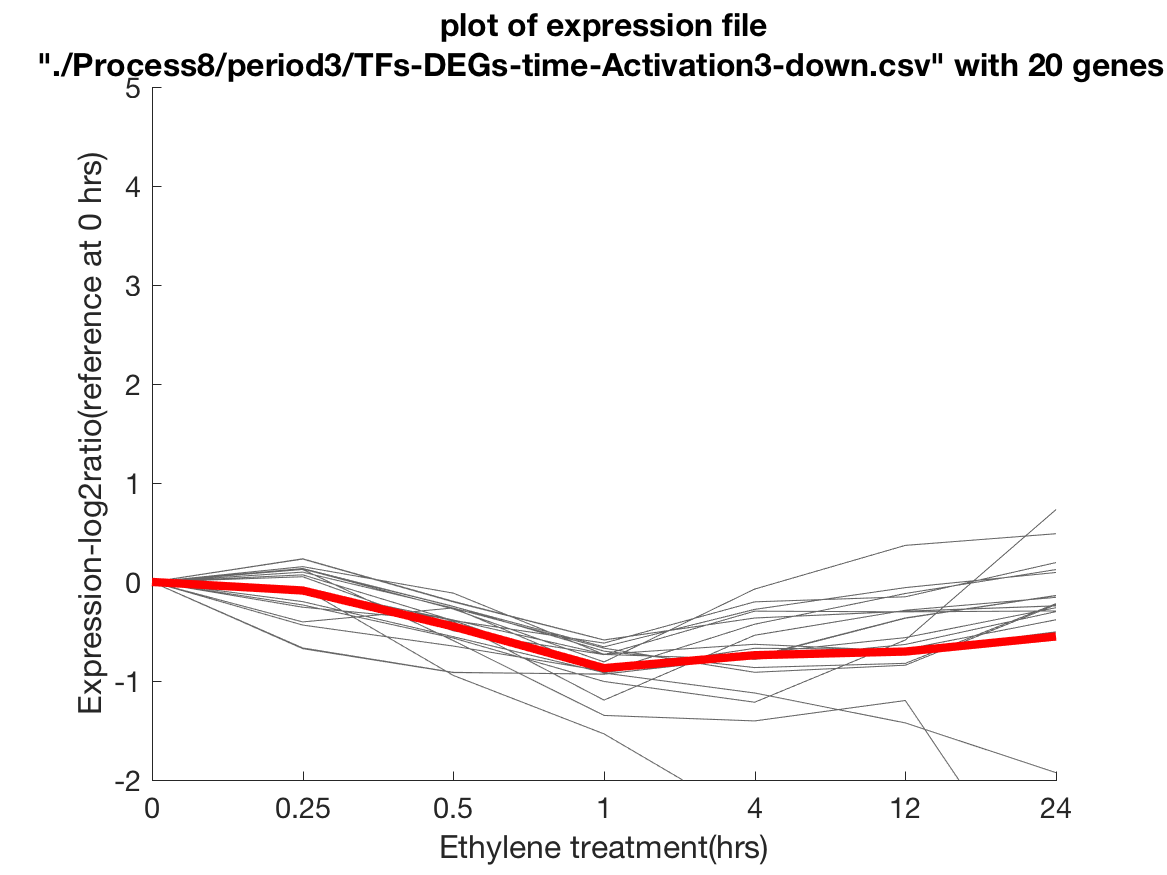 plot of expression file
"./Process8/period3/TFs-DEGs-time-Activation3-down.csv" with 20 genes
Expression-log2ratio(reference at 0 hrs)
5
4
3
2
1
0
-1
-2
0 0.25 0.5 1 4 12 24
Ethylene treatment(hrs)